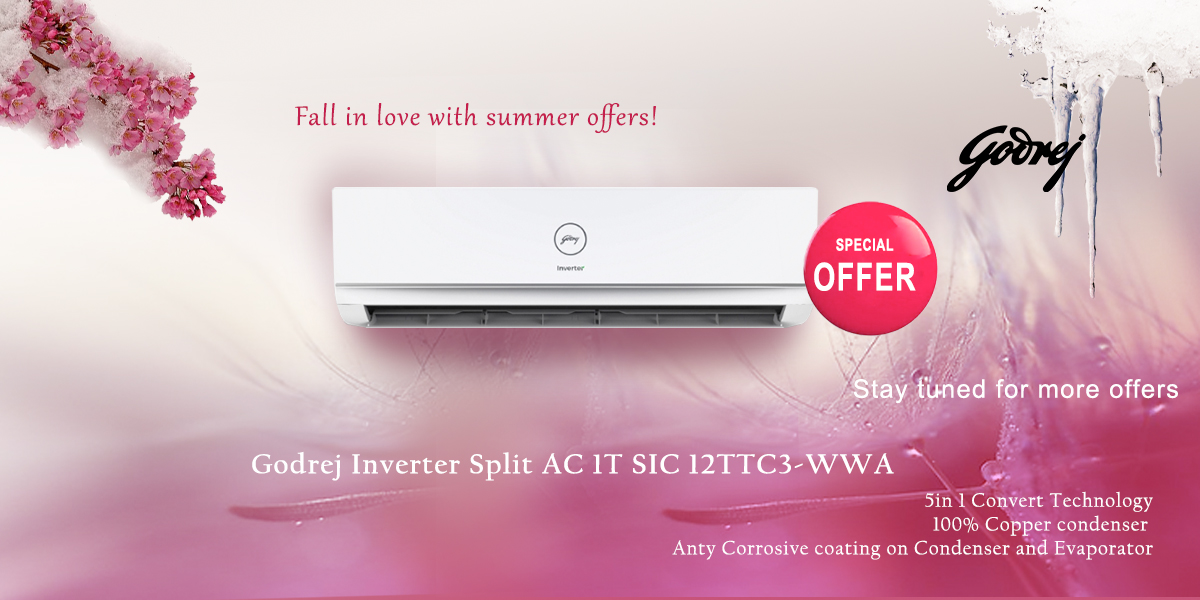 Fall in love with summer offers!
Godrej
Godrej
Inverter
SPECIAL
OFFER
Stay tuned for more offers
Godrej Inverter Split AC 1T SIC 12TTC3-WWA
5in 1 Convert Technology
100% Copper condenser
Anty Corrosive coating on Condenser and Evaporator